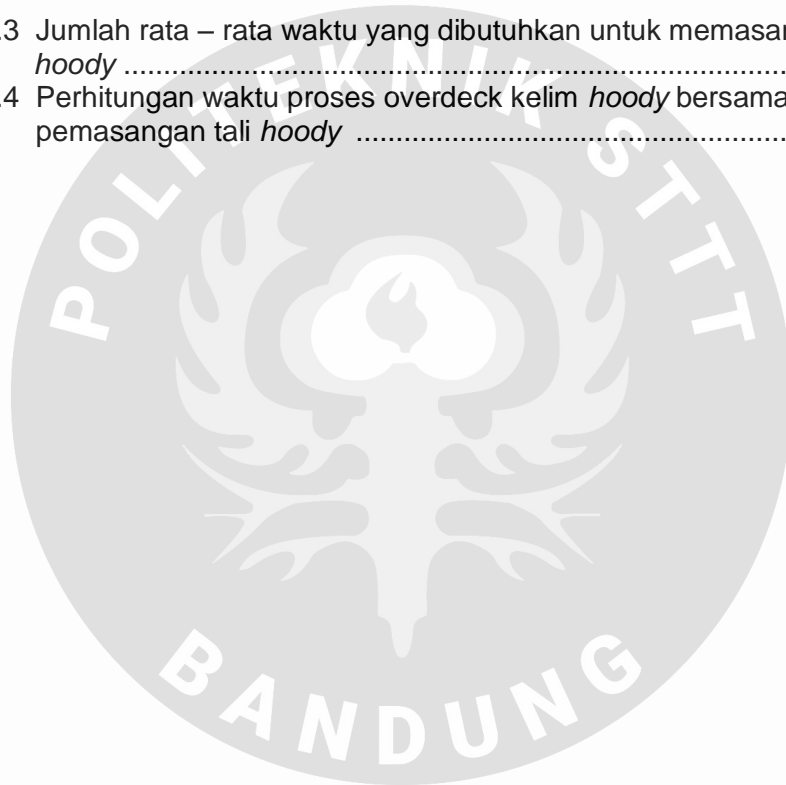 .3 Jumlah rata – rata waktu yang dibutuhkan untuk memasan
hoody ....................................................................................
.4 Perhitungan waktu proses overdeck kelim hoody bersama
pemasangan tali hoody ......................................................
POLITEKNIK STTT
BANDUNG